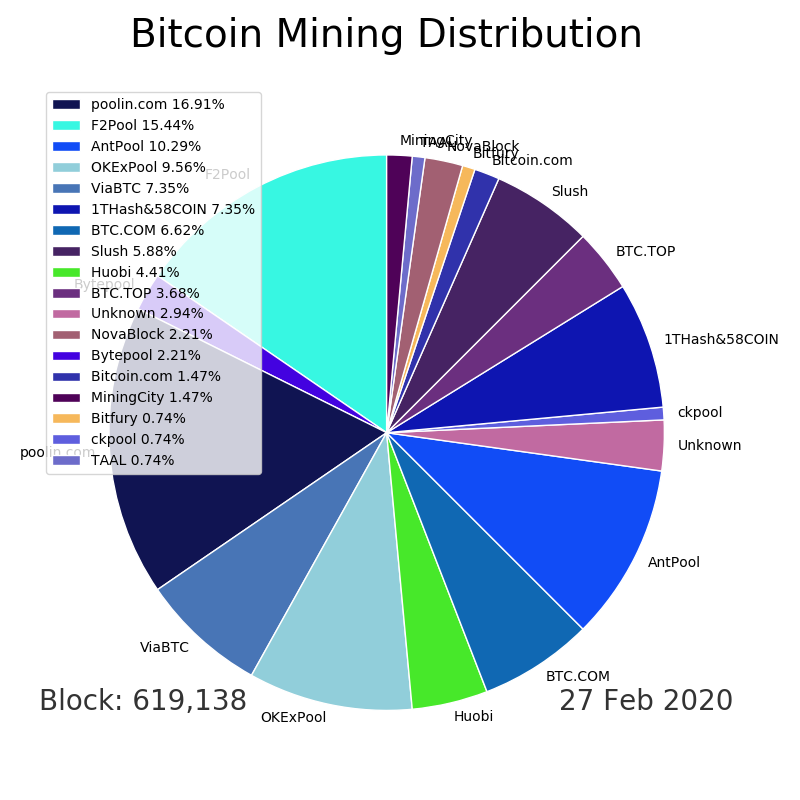 Bitcoin Mining Distribution
poolin.com 16.91%
F2Pool 15.44%
AntPool 10.29%
OKExPool 9.56%
ViaBTC 7.35%
1THash&58COIN 7.35%
BTC.COM 6.62%
Slush 5.88%
Huobi 4.41%
BTC.TOP 3.68%
Unknown 2.94%
NovaBlock 2.21%
Bytepool 2.21%
Bitcoin.com 1.47%
MiningCity 1.47%
Bitfury 0.74%
ckpool 0.74%
TAAL 0.74%
MiningCity
TAAL
NovaBlock
Bitfury
Bitcoin.com
Slush
BTC.TOP
1THash&58COIN
ckpool
Unknown
AntPool
BTC.COM
Huobi
OKExPool
ViaBTC
poolin.com
Bytepool
F2Pool
Block: 619,138
27 Feb 2020